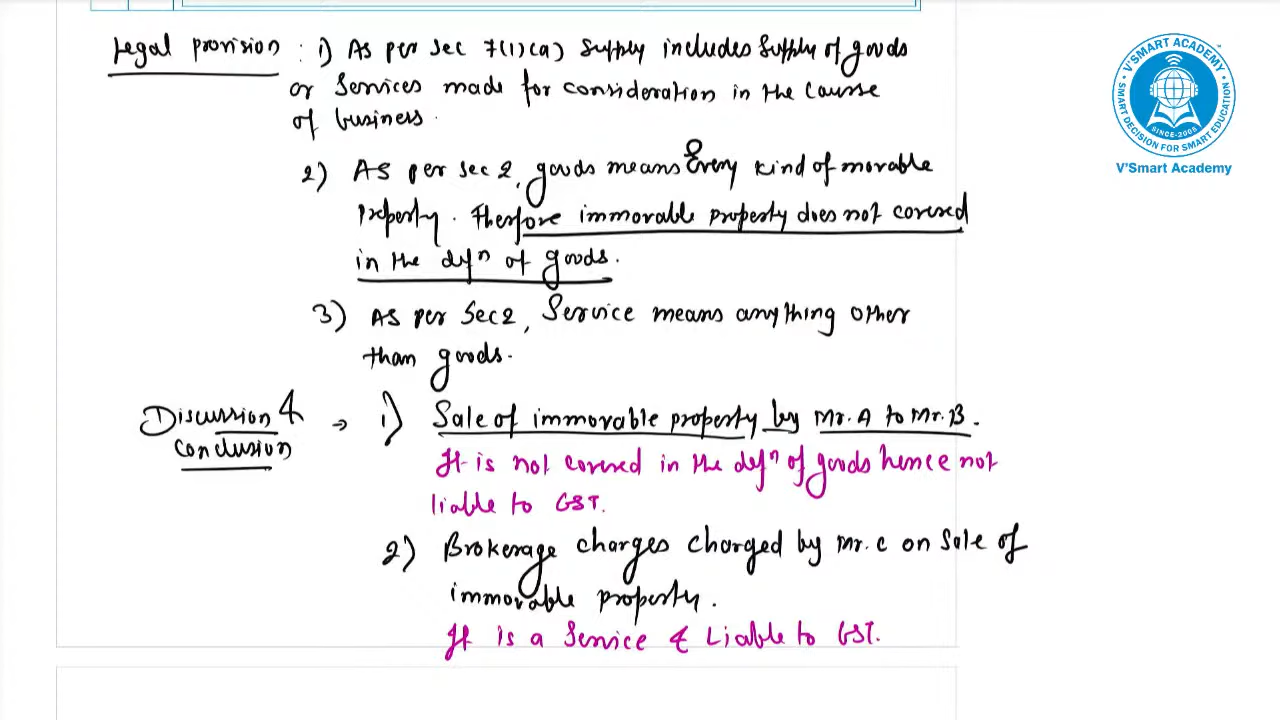 Legal provision : 1) As per Sec 7(1)(a) supply includes supply of goods
or services made for consideration in the course
of business.
2) As per sec 2, goods means Every kind of movable
property. Therefore immovable property does not covered
in the defn of goods.
3) As per Sec 2, Service means anything other
than goods.
Discussion & conclusion → 1) Sale of immovable property by Mr. A to Mr. B.
It is not covered in the defn of goods hence not
liable to GST.
2) Brokerage charges charged by Mr. C on Sale of
immovable property.
It is a Service & Liable to GST.
V'SMART ACADEMY
SMART DECISION FOR SMART EDUCATION
SINCE-2008
V'Smart Academy